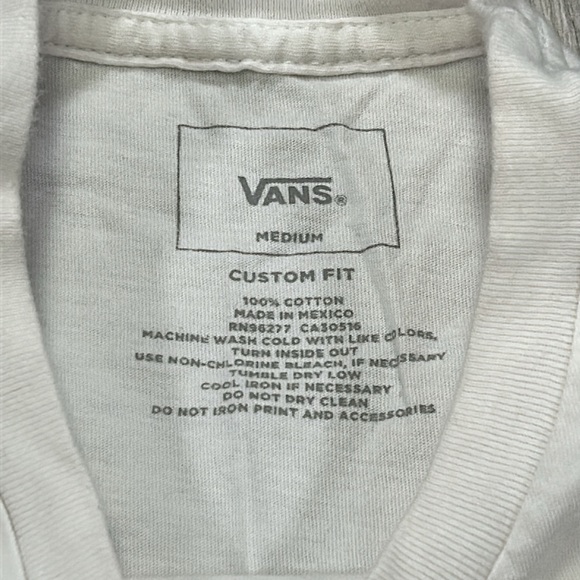 VANS®
MEDIUM
CUSTOM FIT
100% COTTON
MADE IN MEXICO
RN96277 CA30516
MACHINE WASH COLD WITH LIKE COLORS,
TURN INSIDE OUT
USE NON-CHLORINE BLEACH, IF NECSSARY
TUMBLE DRY LOW
COOL IRON IF NECESSARY
DO NOT DRY CLEAN
DO NOT IRON PRINT AND ACCESSORIES